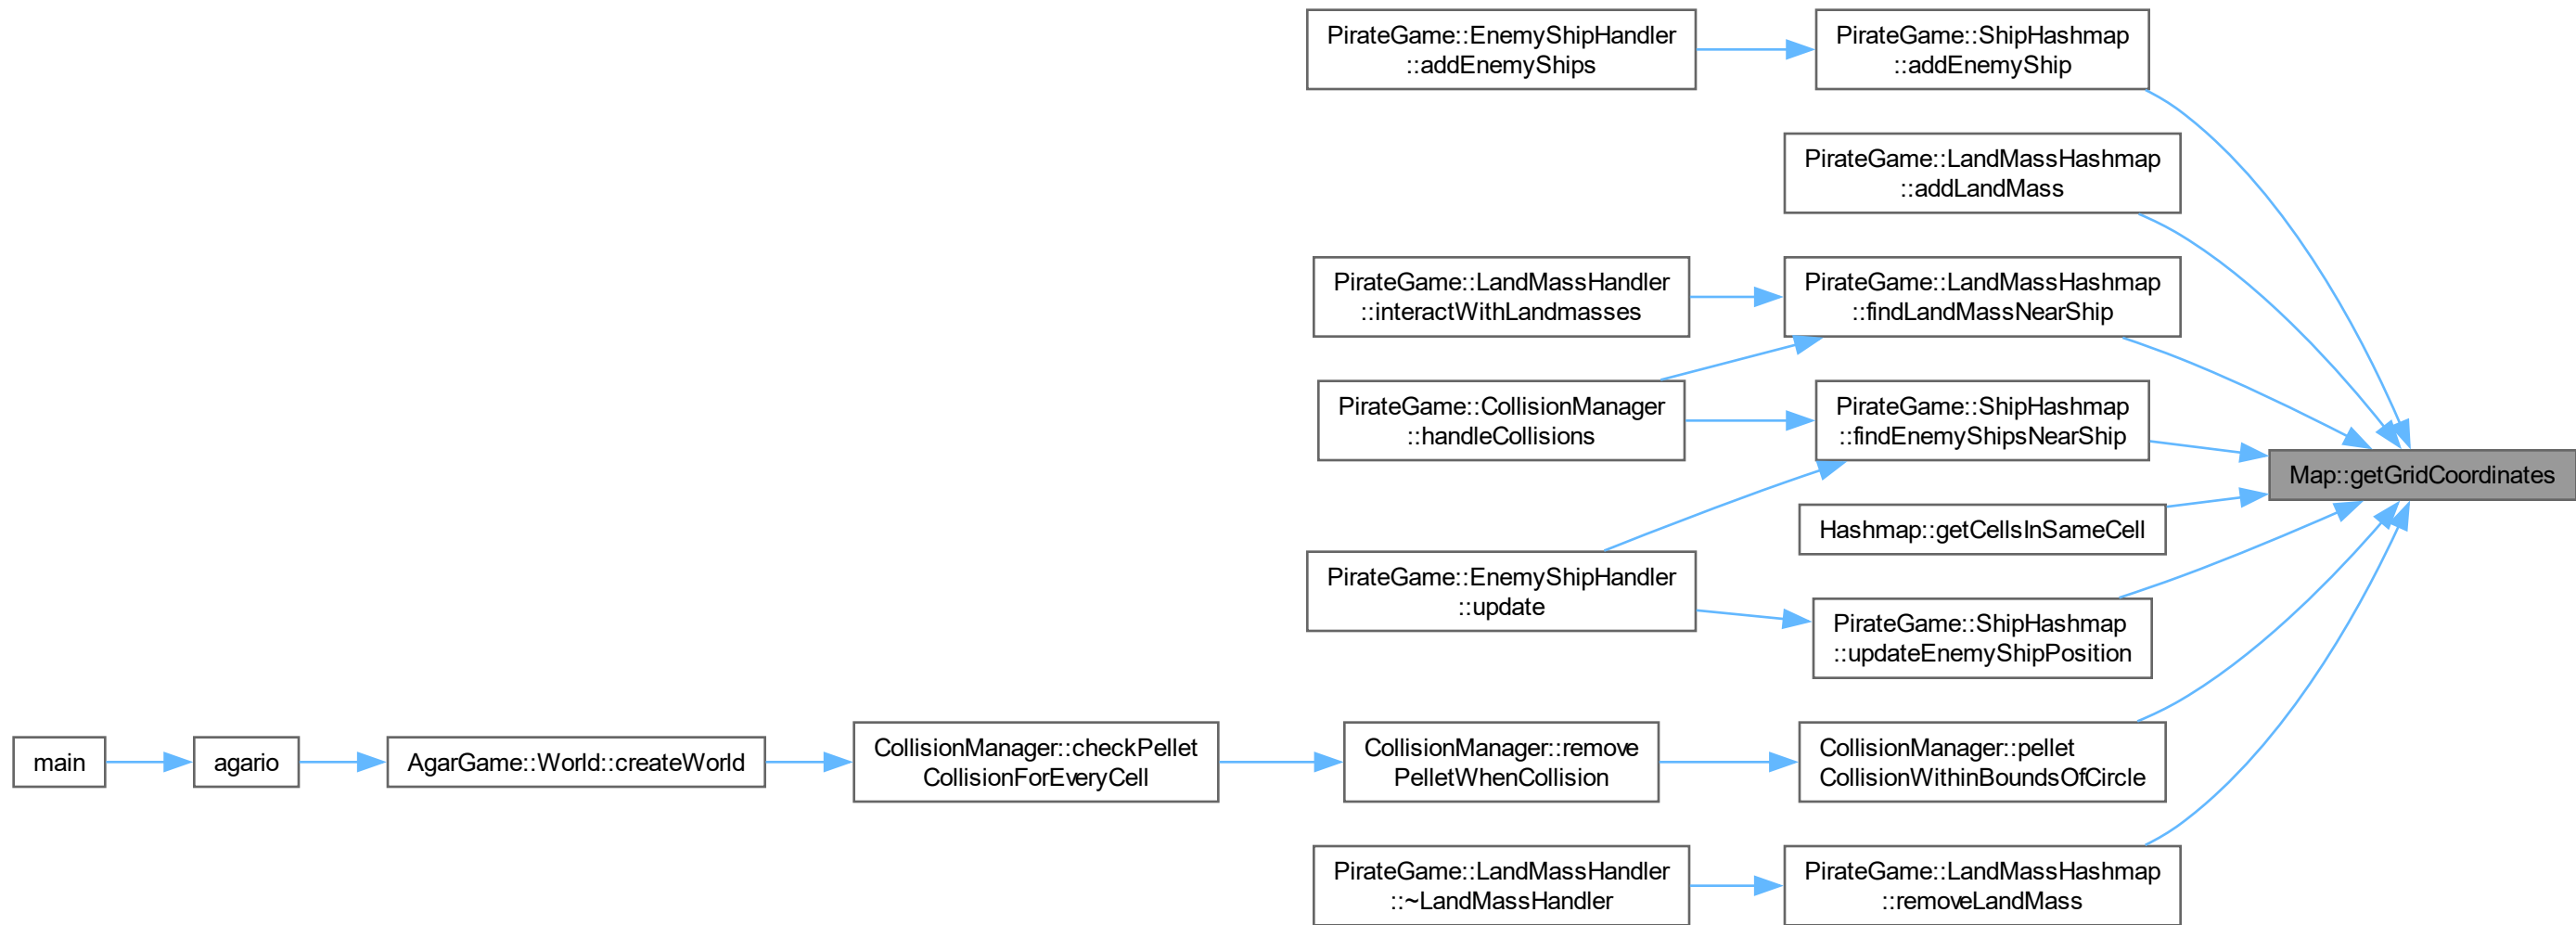 PirateGame::EnemyShipHandler
::addEnemyShips
PirateGame::ShipHashmap
::addEnemyShip
PirateGame::LandMassHashmap
::addLandMass
PirateGame::LandMassHandler
::interactWithLandmasses
PirateGame::LandMassHashmap
::findLandMassNearShip
PirateGame::CollisionManager
::handleCollisions
PirateGame::ShipHashmap
::findEnemyShipsNearShip
Map::getGridCoordinates
Hashmap::getCellsInSameCell
PirateGame::EnemyShipHandler
::update
PirateGame::ShipHashmap
::updateEnemyShipPosition
main
agario
AgarGame::World::createWorld
CollisionManager::checkPellet
CollisionForEveryCell
CollisionManager::remove
PelletWhenCollision
CollisionManager::pellet
CollisionWithinBoundsOfCircle
PirateGame::LandMassHandler
::~LandMassHandler
PirateGame::LandMassHashmap
::removeLandMass